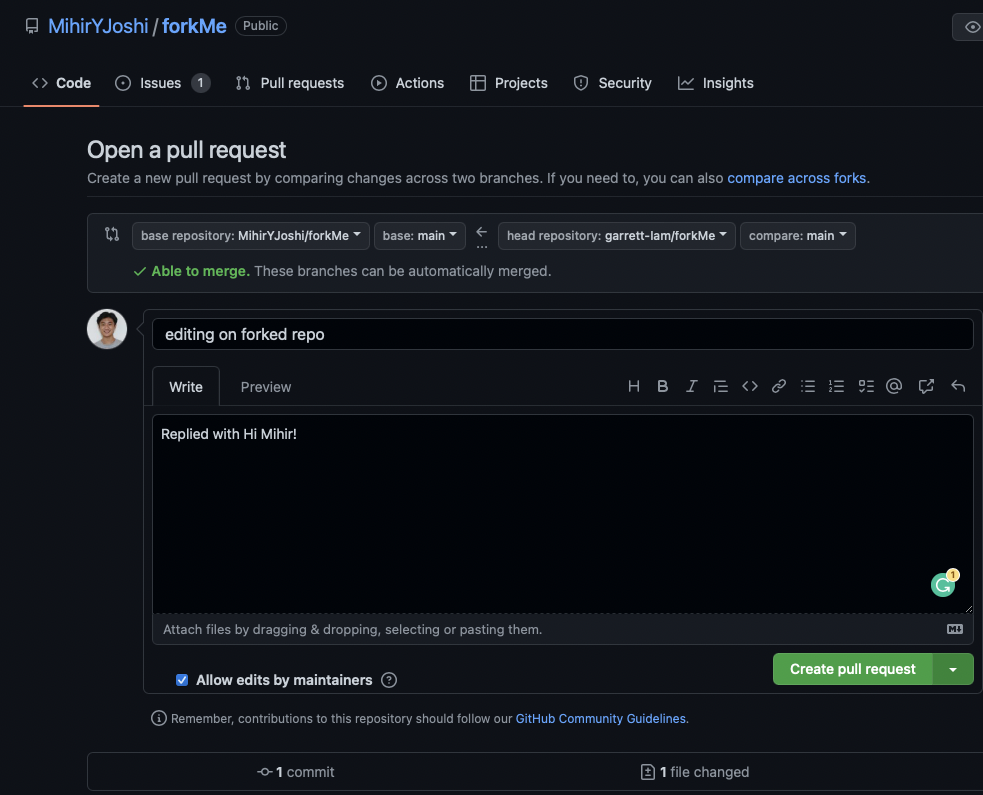 MihirYJoshi / forkMe Public
Code Issues 1 Pull requests Actions Projects Security Insights
Open a pull request
Create a new pull request by comparing changes across two branches. If you need to, you can also compare across forks.
base repository: MihirYJoshi/forkMe base: main ... head repository: garrett-lam/forkMe compare: main
Able to merge. These branches can be automatically merged.
editing on forked repo
Write Preview
Replied with Hi Mihir!
1
Attach files by dragging & dropping, selecting or pasting them.
Create pull request
Allow edits by maintainers
Remember, contributions to this repository should follow our GitHub Community Guidelines.
1 commit 1 file changed